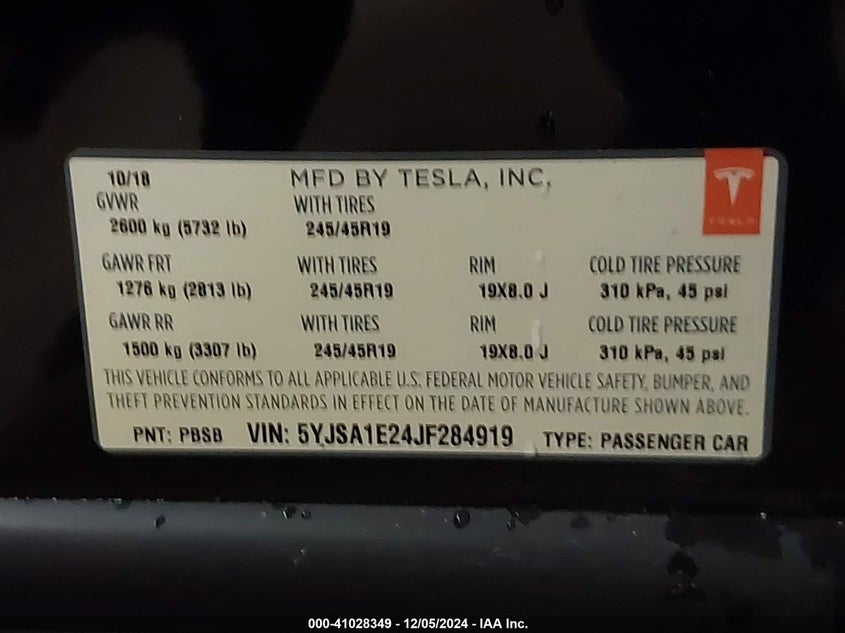 10/18 MFD BY TESLA, INC.
TESLA
GVWR WITH TIRES
2600 kg (5732 lb) 245/45R19
GAWR FRT WITH TIRES RIM COLD TIRE PRESSURE
1276 kg (2813 lb) 245/45R19 19X8.0 J 310 kPa, 45 psi
GAWR RR WITH TIRES RIM COLD TIRE PRESSURE
1500 kg (3307 lb) 245/45R19 19X8.0 J 310 kPa, 45 psi
THIS VEHICLE CONFORMS TO ALL APPLICABLE U.S. FEDERAL MOTOR VEHICLE SAFETY, BUMPER, AND
THEFT PREVENTION STANDARDS IN EFFECT ON THE DATE OF MANUFACTURE SHOWN ABOVE.
PNT: PBSB VIN: 5YJSA1E24JF284919 TYPE: PASSENGER CAR
000-41028349 - 12/05/2024 - IAA Inc.